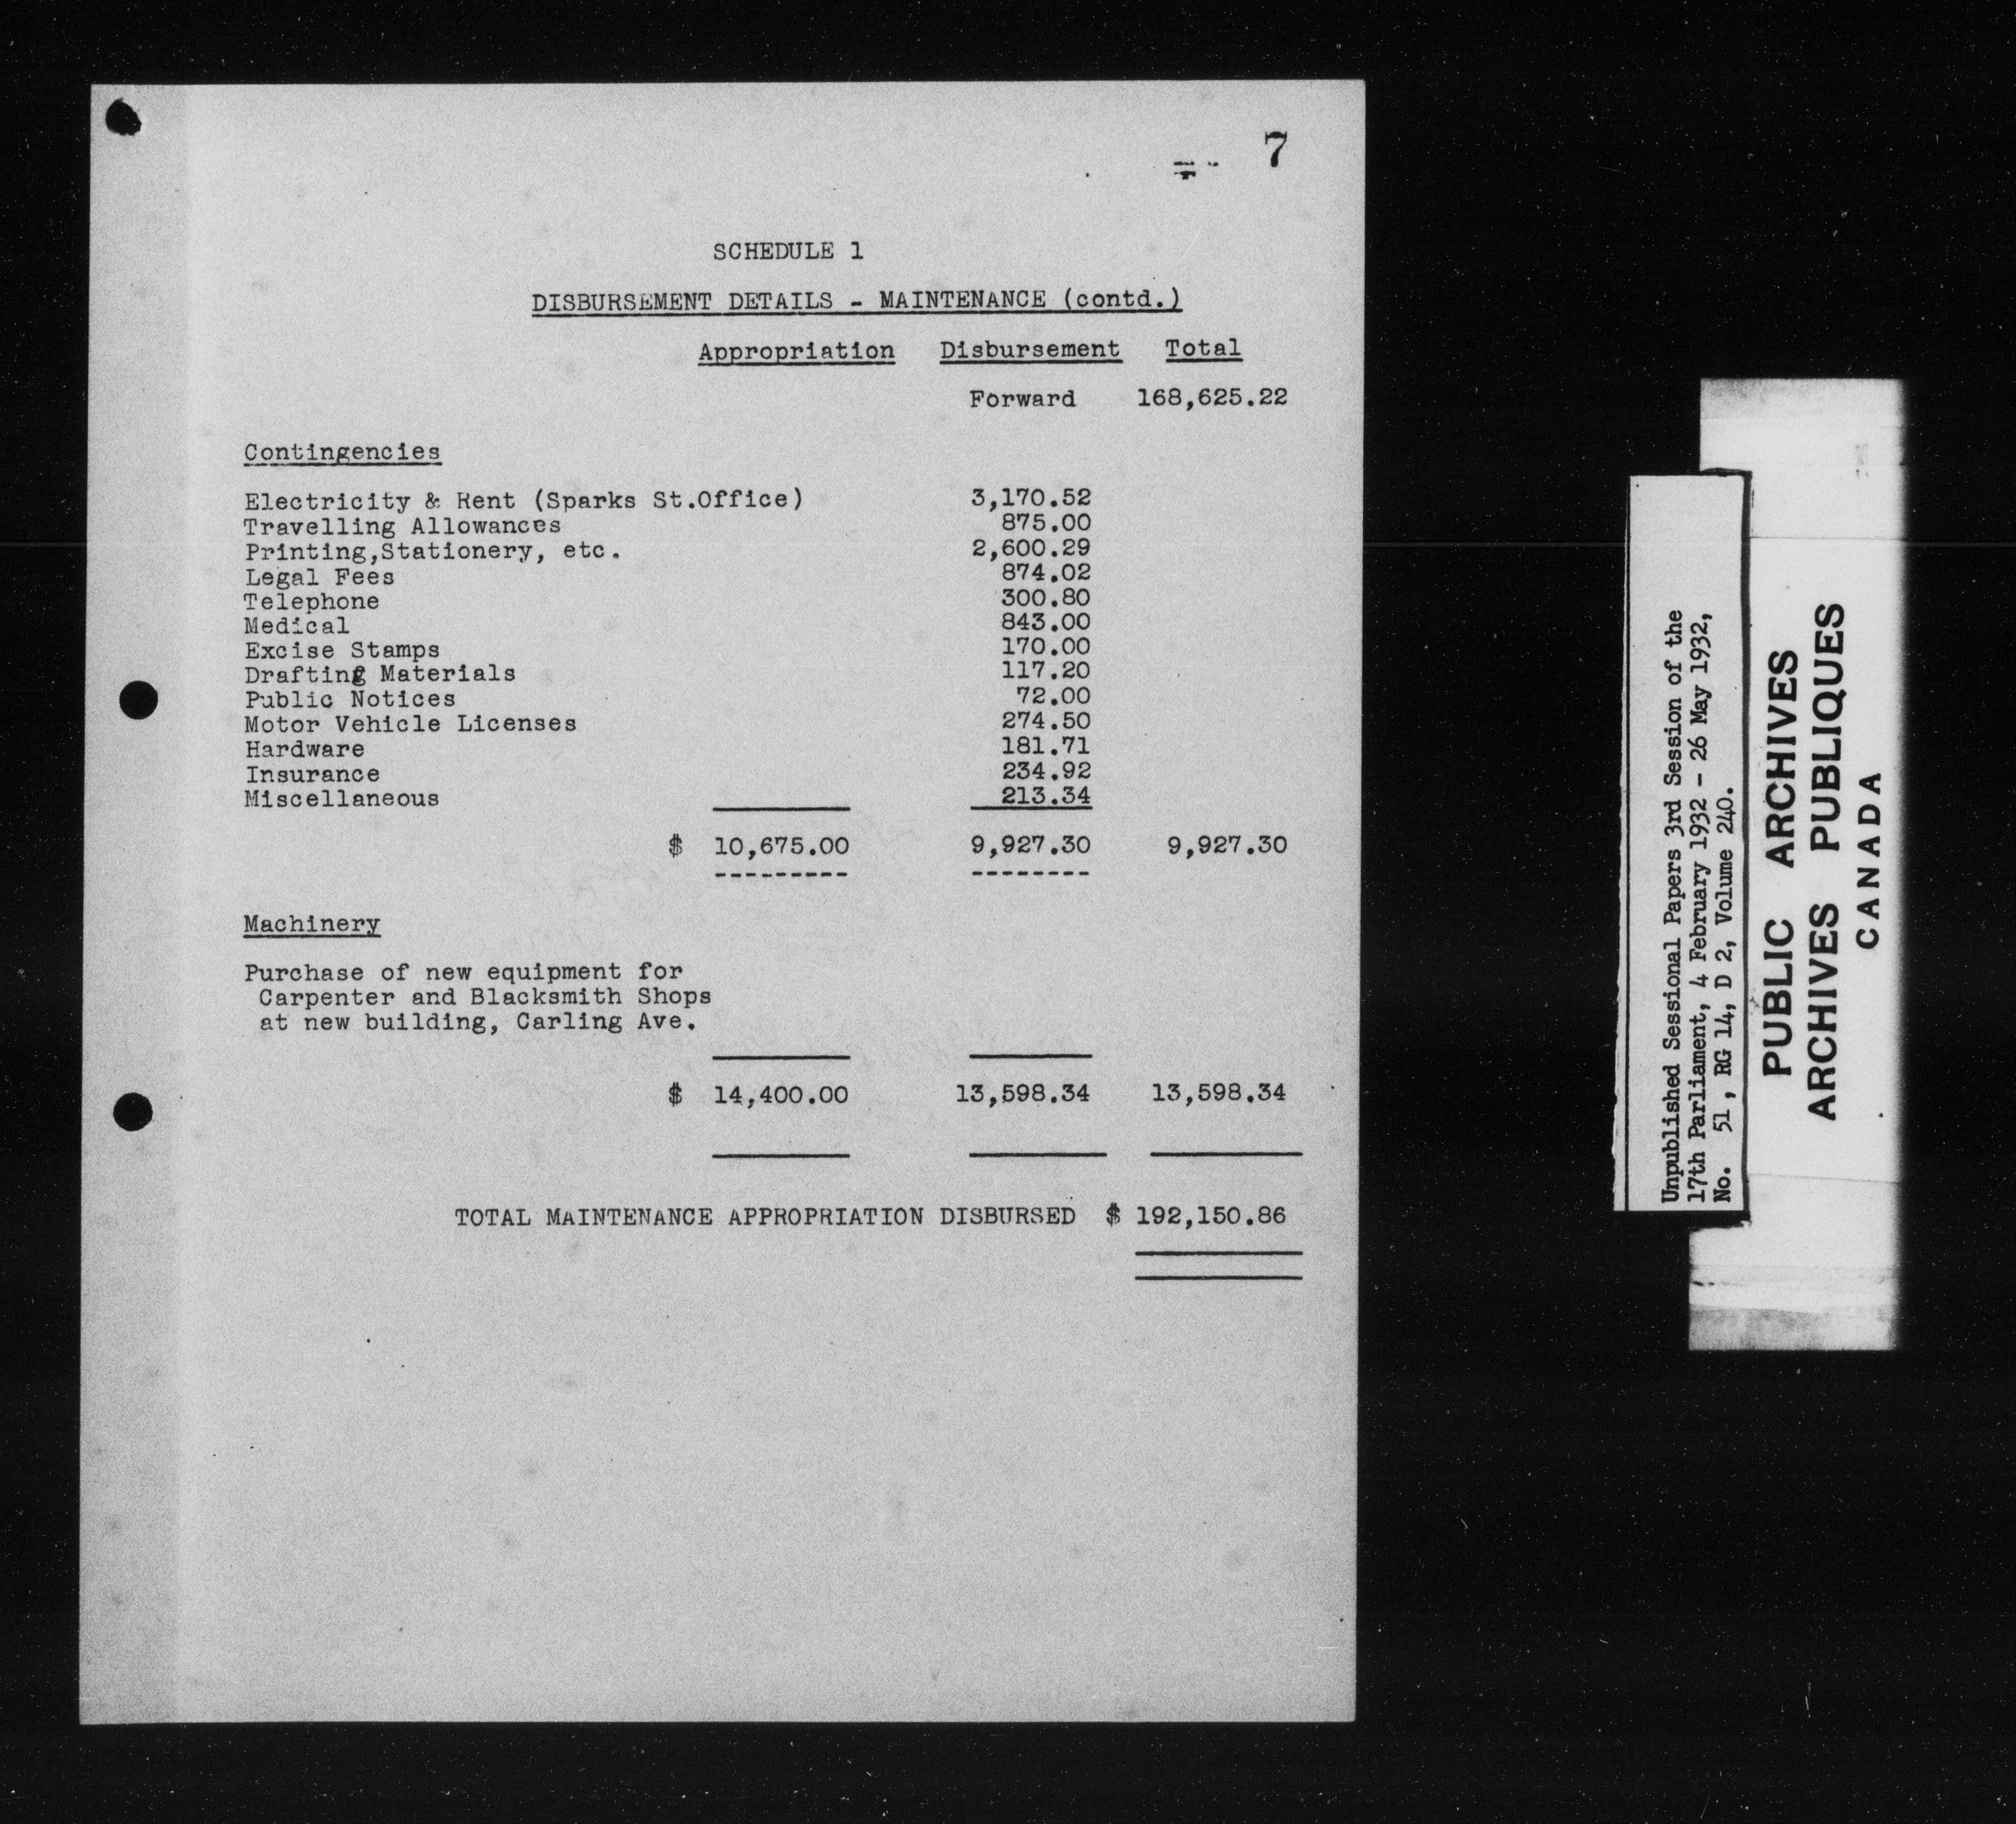 7
SCHEDULE 1
DISBURSEMENT DETAILS - MAINTENANCE (contd.)
Appropriation Disbursement Total
Forward 168,625.22
Contingencies
Electricity & Rent (Sparks St.Office) 3,170.52
Travelling Allowances 875.00
Printing,Stationery, etc. 2,600.29
Legal Fees 874.02
Telephone 300.80
Medical 843.00
Excise Stamps 170.00
Drafting Materials 117.20
Public Notices 72.00
Motor Vehicle Licenses 274.50
Hardware 181.71
Insurance 234.92
Miscellaneous 213.34
$ 10,675.00 9,927.30 9,927.30
Machinery
Purchase of new equipment for
Carpenter and Blacksmith Shops
at new building, Carling Ave.
$ 14,400.00 13,598.34 13,598.34
TOTAL MAINTENANCE APPROPRIATION DISBURSED $ 192,150.86
Unpublished Sessional Papers 3rd Session of the
17th Parliament, 4 February 1932 - 26 May 1932,
No. 51, RG 14, D 2, Volume 240.
PUBLIC ARCHIVES
ARCHIVES PUBLIQUES
CANADA